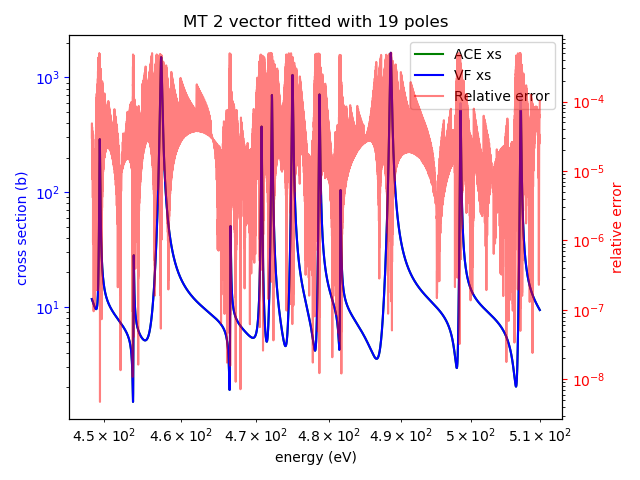 MT 2 vector fitted with 19 poles
ACE xs
VF xs
Relative error
cross section (b)
10³
10²
10¹
relative error
10⁻⁴
10⁻⁵
10⁻⁶
10⁻⁷
10⁻⁸
4.5 × 10² 4.6 × 10² 4.7 × 10² 4.8 × 10² 4.9 × 10² 5 × 10² 5.1 × 10²
energy (eV)